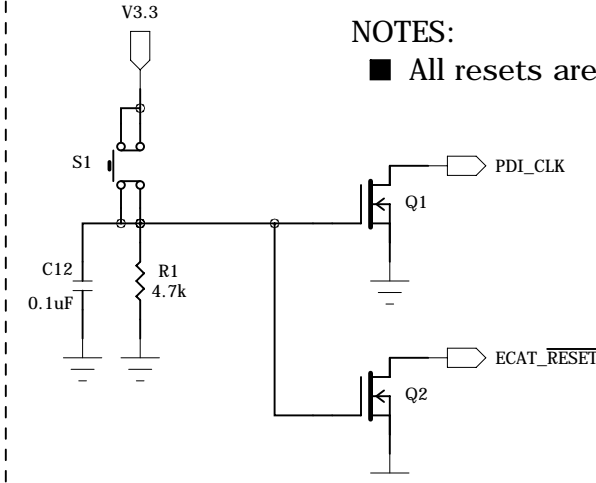 V3.3
NOTES:
■ All resets are
S1
PDI_CLK
Q1
C12
0.1uF
R1
4.7k
ECAT_RESET
Q2